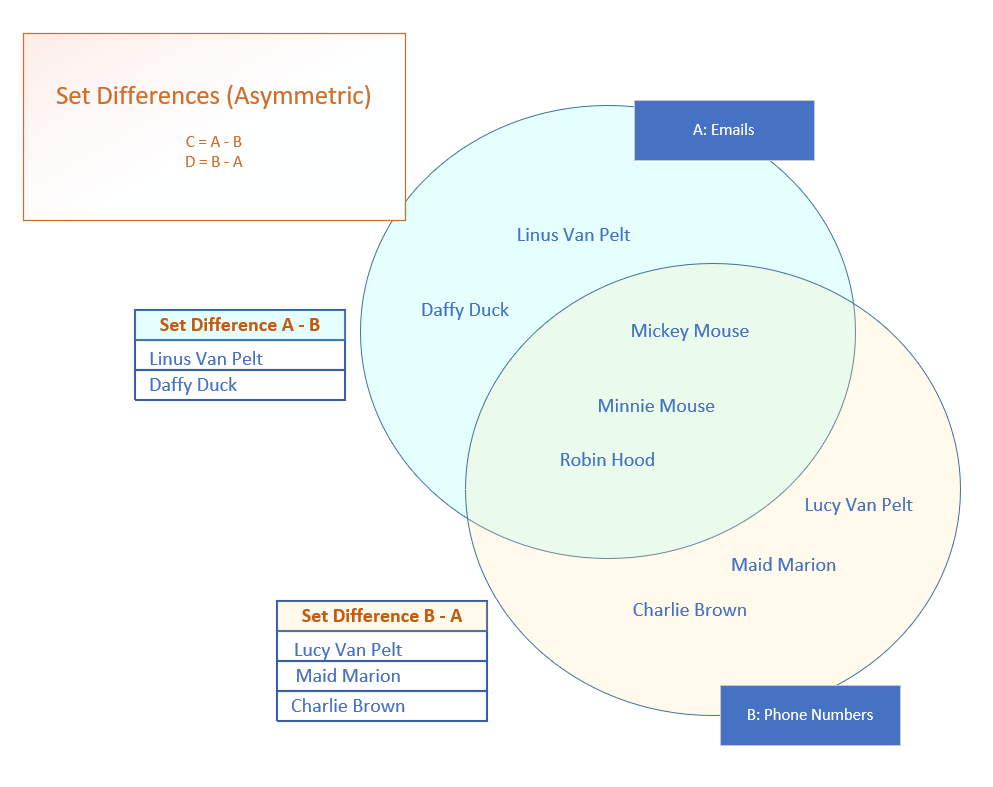 Set Differences (Asymmetric)
C = A - B
D = B - A
A: Emails
Linus Van Pelt
Daffy Duck
Mickey Mouse
Minnie Mouse
Robin Hood
Lucy Van Pelt
Maid Marion
Charlie Brown
B: Phone Numbers
Set Difference A - B
Linus Van Pelt
Daffy Duck
Set Difference B - A
Lucy Van Pelt
Maid Marion
Charlie Brown